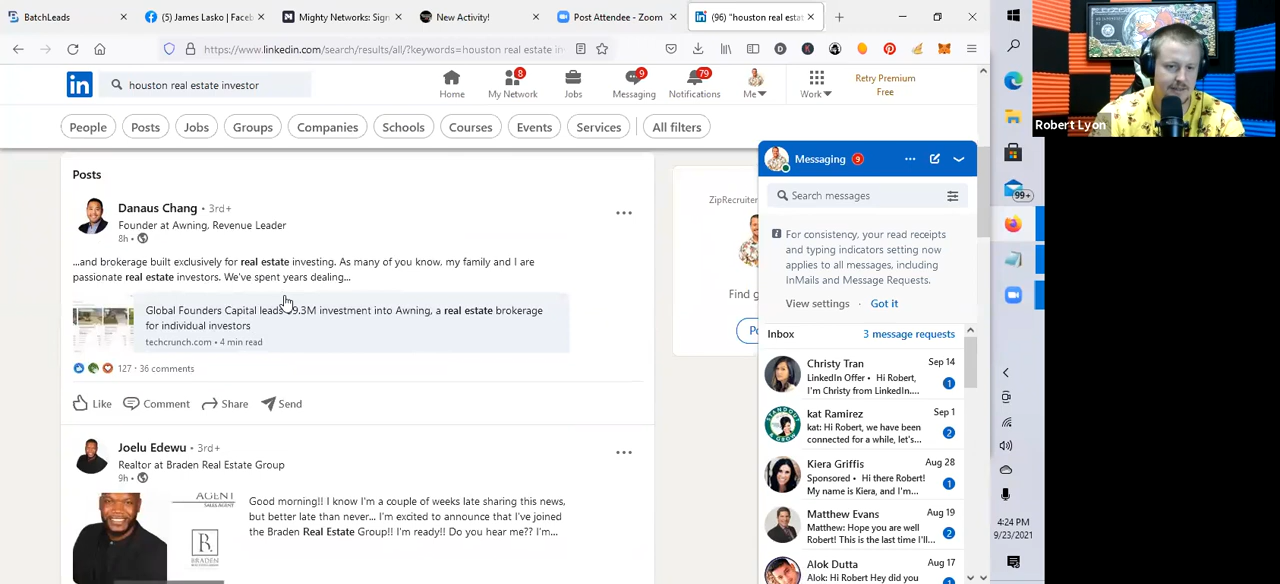 BatchLeads
(5) James Lasko | Facebo
Mighty Networks: Sign
New Activity!
Post Attendee - Zoom
(96) "houston real esta
https://www.linkedin.com/search/results/all/?keywords=houston real estate in
houston real estate investor
Home
8
My Network
Jobs
9
Messaging
79
Notifications
Me
Work
Retry Premium
Free
People
Posts
Jobs
Groups
Companies
Schools
Courses
Events
Services
All filters
Posts
Danaus Chang • 3rd+
Founder at Awning, Revenue Leader
8h •
...and brokerage built exclusively for real estate investing. As many of you know, my family and I are
passionate real estate investors. We've spent years dealing...
Global Founders Capital leads 9.3M investment into Awning, a real estate brokerage
for individual investors
techcrunch.com • 4 min read
127 • 36 comments
Like
Comment
Share
Send
Joelu Edewu • 3rd+
Realtor at Braden Real Estate Group
9h •
AGENT
SALES AGENT
R
BRADEN
Good morning!! I know I'm a couple of weeks late sharing this news,
but better late than never... I'm excited to announce that I've joined
the Braden Real Estate Group!! I'm ready!! Do you hear me?? I'm...
ZipRecruiter
Find g
Messaging 9
Search messages
For consistency, your read receipts
and typing indicators setting now
applies to all messages, including
InMails and Message Requests.
View settings • Got it
Inbox
3 message requests
Christy Tran
Sep 14
LinkedIn Offer • Hi Robert,
I'm Christy from LinkedIn....
1
kat Ramirez
Sep 1
kat: Hi Robert, we have been
connected for a while, let's...
2
Kiera Griffis
Aug 28
Sponsored • Hi there Robert!
My name is Kiera, and I'm...
1
Matthew Evans
Aug 19
Matthew: Hope you are well
Robert! This is the last time I'll...
2
Alok Dutta
Aug 17
Alok: Hi Robert Hey did you
1
99+
4:24 PM
9/23/2021
Robert Lyon